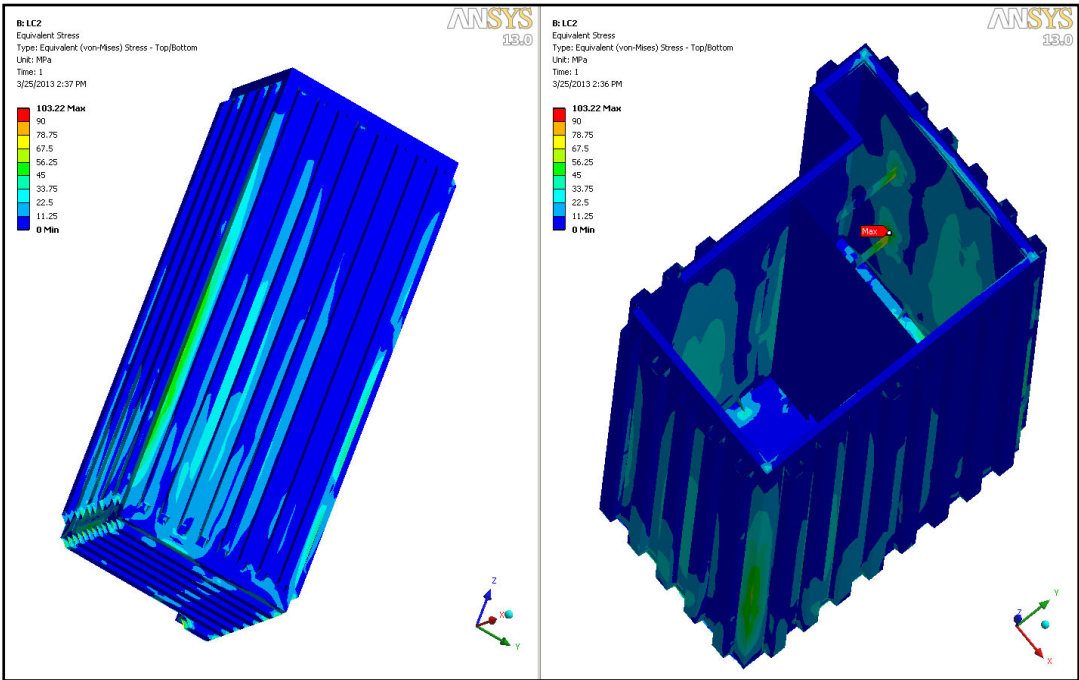 B: LC2
Equivalent Stress
Type: Equivalent (von-Mises) Stress - Top/Bottom
Unit: MPa
Time: 1
3/25/2013 2:37 PM
103.22 Max
90
78.75
67.5
56.25
45
33.75
22.5
11.25
0 Min
ANSYS
13.0
Z
X
Y
B: LC2
Equivalent Stress
Type: Equivalent (von-Mises) Stress - Top/Bottom
Unit: MPa
Time: 1
3/25/2013 2:36 PM
103.22 Max
90
78.75
67.5
56.25
45
33.75
22.5
11.25
0 Min
ANSYS
13.0
Max
Y
Z
X